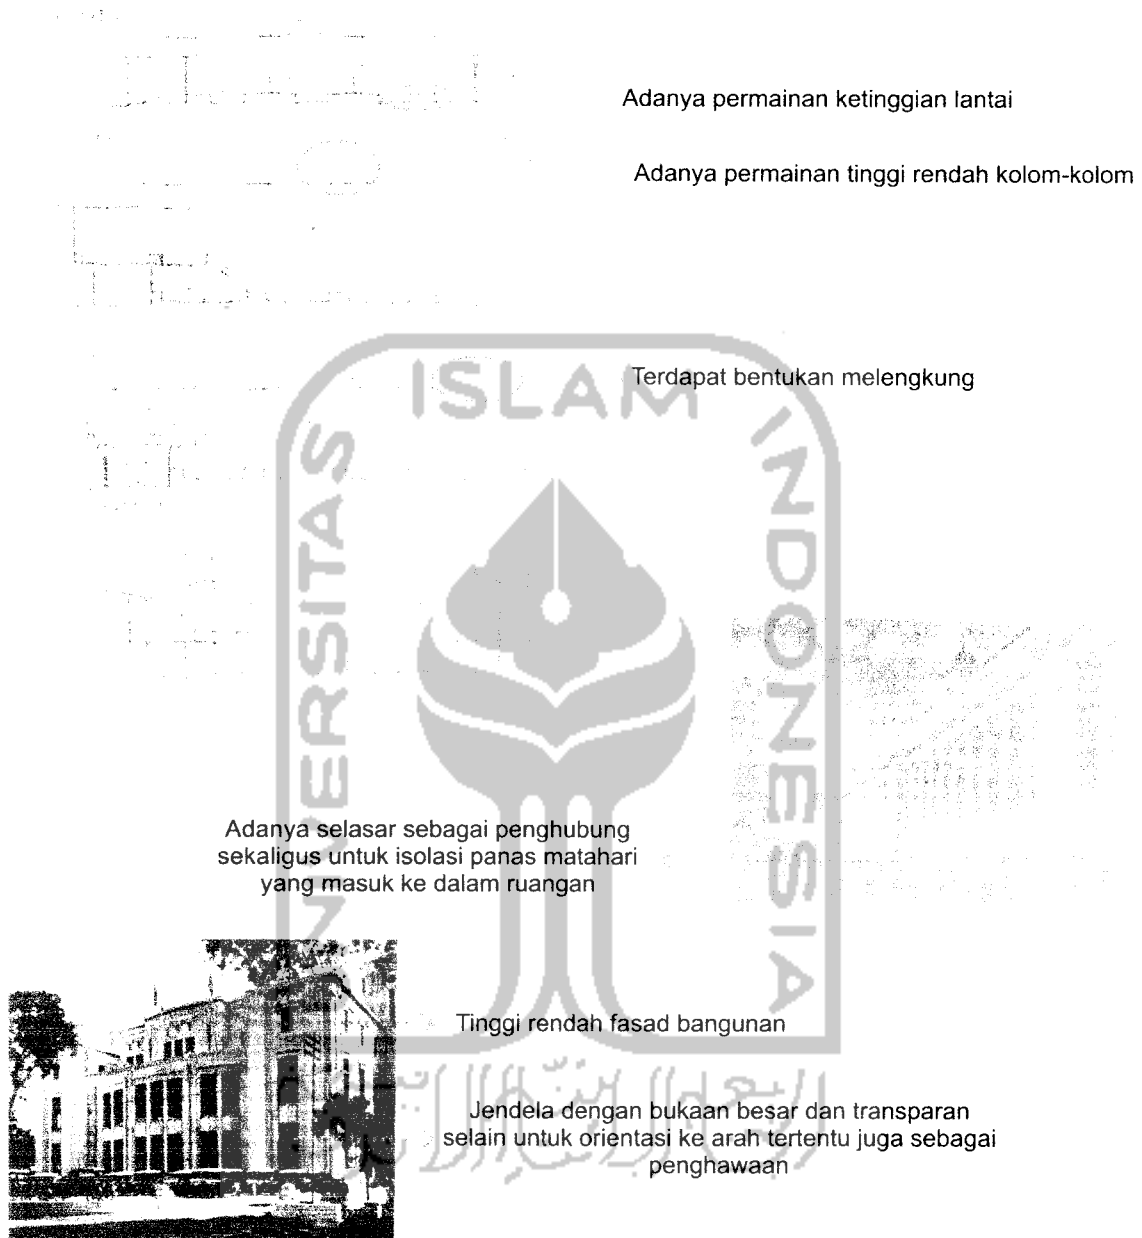 Adanya permainan ketinggian lantai
Adanya permainan tinggi rendah kolom-kolom
Terdapat bentukan melengkung
UNIVERSITAS
ISLAM
INDONESIA
Adanya selasar sebagai penghubung
sekaligus untuk isolasi panas matahari
yang masuk ke dalam ruangan
Tinggi rendah fasad bangunan
Jendela dengan bukaan besar dan transparan
selain untuk orientasi ke arah tertentu juga sebagai
penghawaan